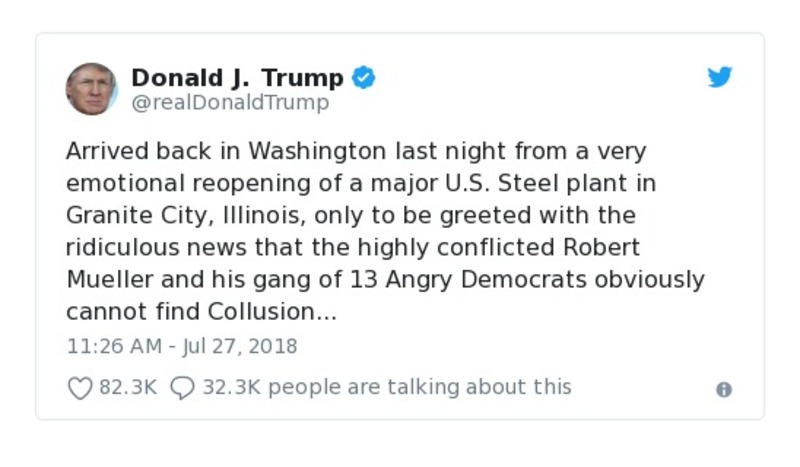 Donald J. Trump
@realDonaldTrump
Arrived back in Washington last night from a very
emotional reopening of a major U.S. Steel plant in
Granite City, Illinois, only to be greeted with the
ridiculous news that the highly conflicted Robert
Mueller and his gang of 13 Angry Democrats obviously
cannot find Collusion...
11:26 AM - Jul 27, 2018
82.3K 32.3K people are talking about this